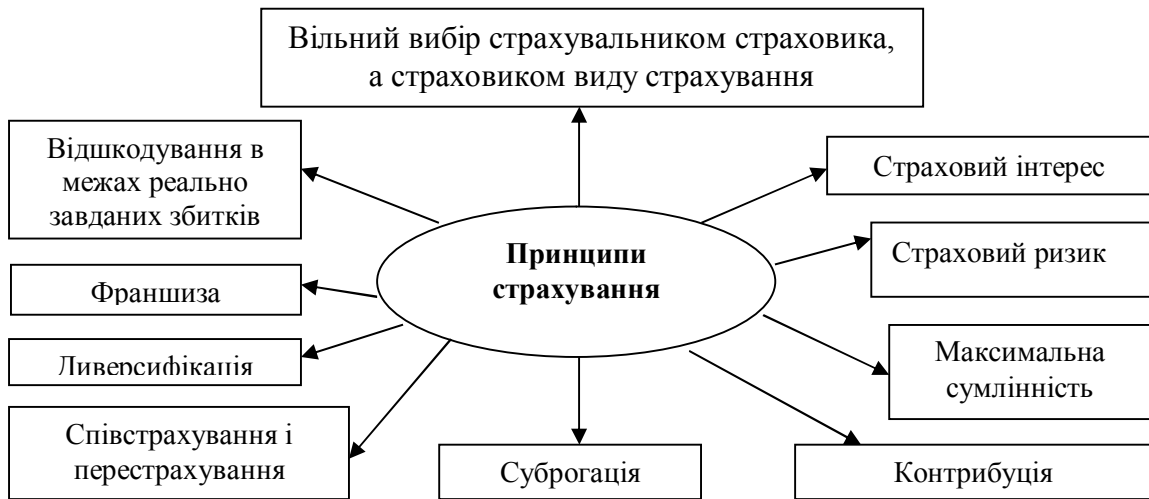 Вільний вибір страхувальником страховика,
а страховиком виду страхування
Відшкодування в
межах реально
завданих збитків
Страховий інтерес
Принципи
страхування
Страховий ризик
Франшиза
Диверсифікація
Максимальна
сумлінність
Співстрахування і
перестрахування
Суброгація
Контрибуція